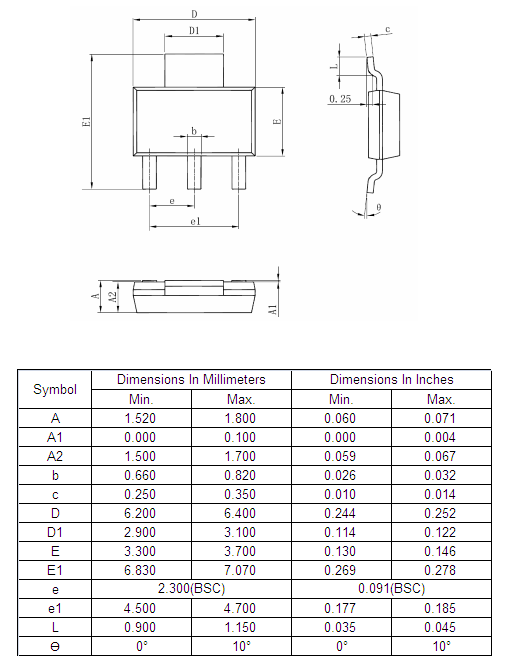 D
D1
c
L
0.25
E1
b
E
e
e1
θ
A
A2
A1
Symbol Dimensions In Millimeters Dimensions In Inches
Min. Max. Min. Max.
A 1.520 1.800 0.060 0.071
A1 0.000 0.100 0.000 0.004
A2 1.500 1.700 0.059 0.067
b 0.660 0.820 0.026 0.032
c 0.250 0.350 0.010 0.014
D 6.200 6.400 0.244 0.252
D1 2.900 3.100 0.114 0.122
E 3.300 3.700 0.130 0.146
E1 6.830 7.070 0.269 0.278
e 2.300(BSC) 0.091(BSC)
e1 4.500 4.700 0.177 0.185
L 0.900 1.150 0.035 0.045
Θ 0° 10° 0° 10°